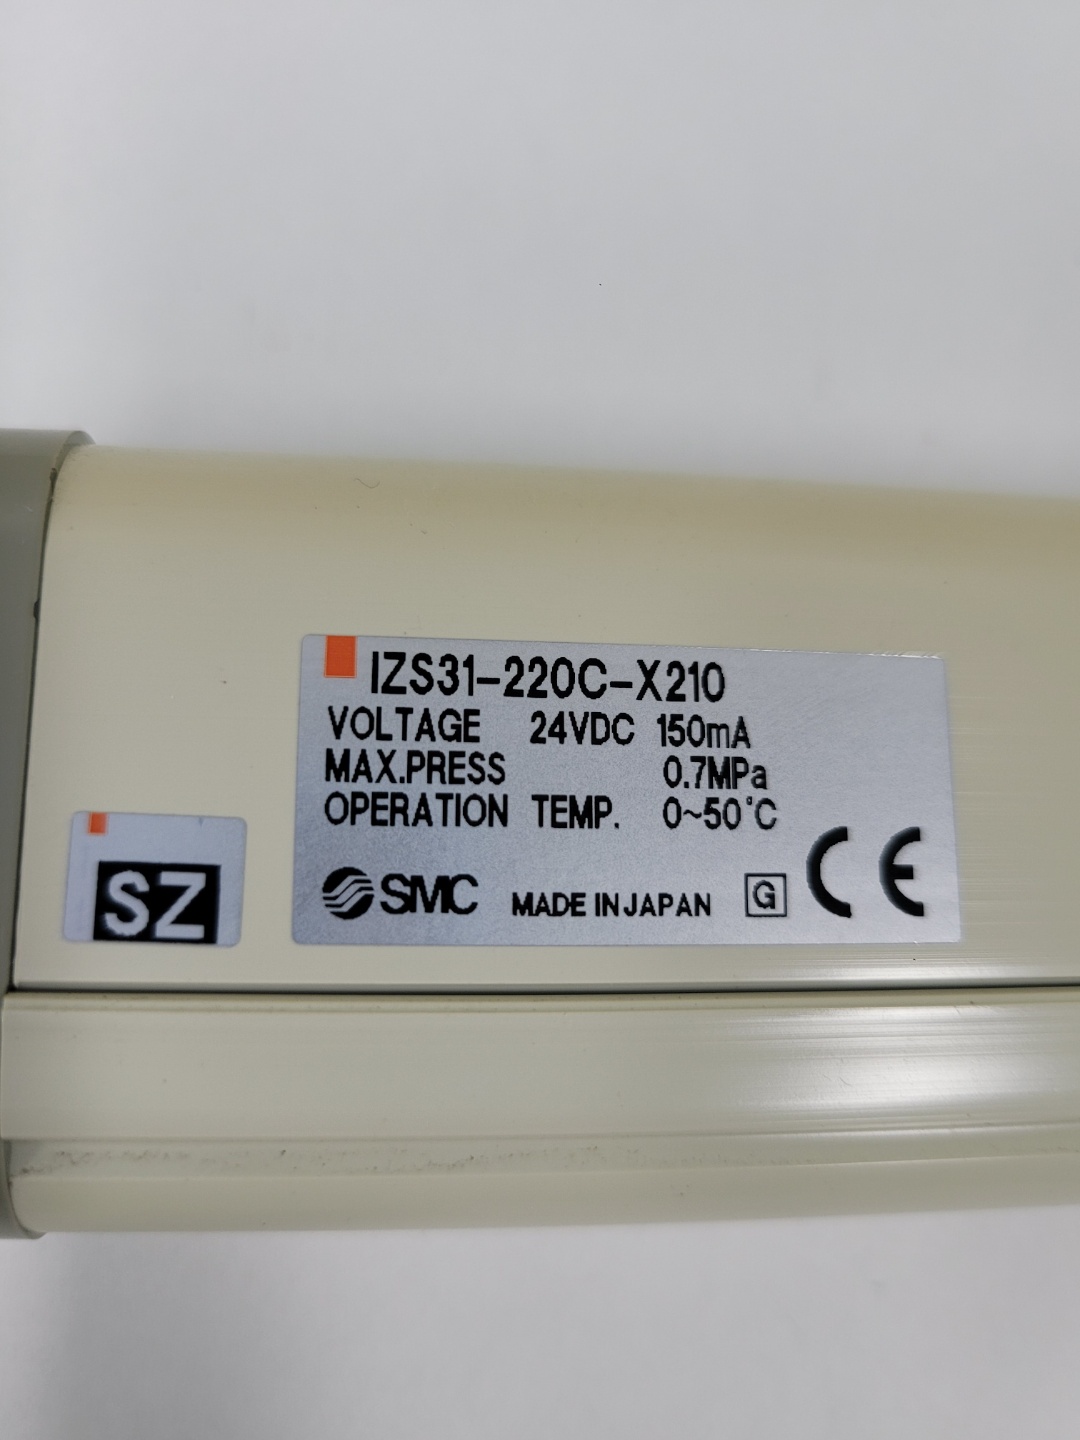 IZS31-220C-X210
VOLTAGE 24VDC 150mA
MAX.PRESS 0.7MPa
OPERATION TEMP. 0~50°C
SMC MADE IN JAPAN G CE
SZ